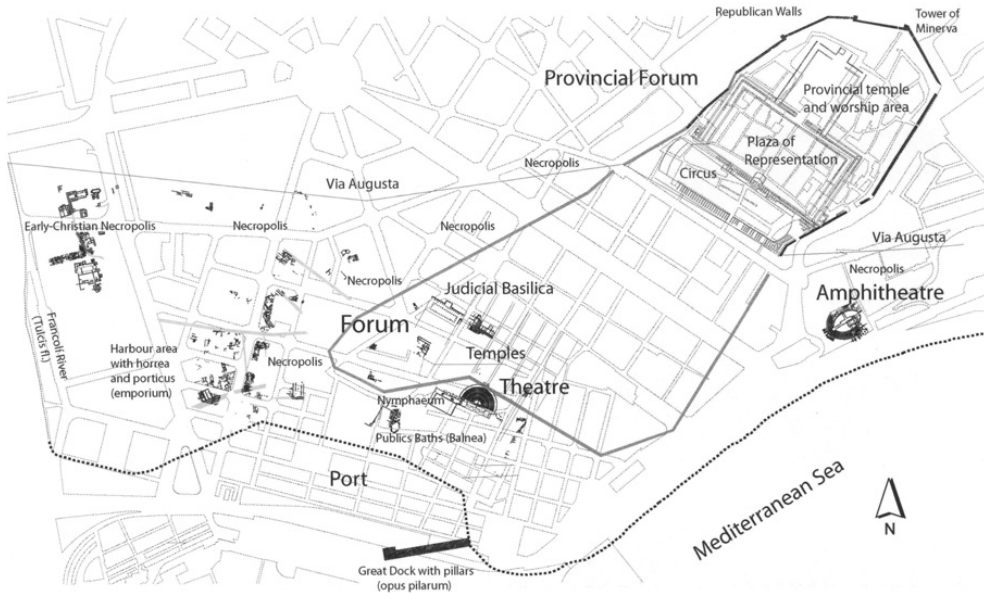 Republican Walls
Tower of
Minerva
Provincial Forum
Provincial temple
and worship area
Plaza of
Representation
Necropolis
Circus
Via Augusta
Early-Christian Necropolis
Necropolis
Necropolis
Via Augusta
Necropolis
Necropolis
Amphitheatre
Judicial Basilica
Francolí River
(Tulcis fl.)
Forum
Harbour area
with horrea
and porticus
(emporium)
Necropolis
Temples
Theatre
Nymphaeum
Publics Baths (Balnea)
Port
Mediterranean Sea
N
Great Dock with pillars
(opus pilarum)